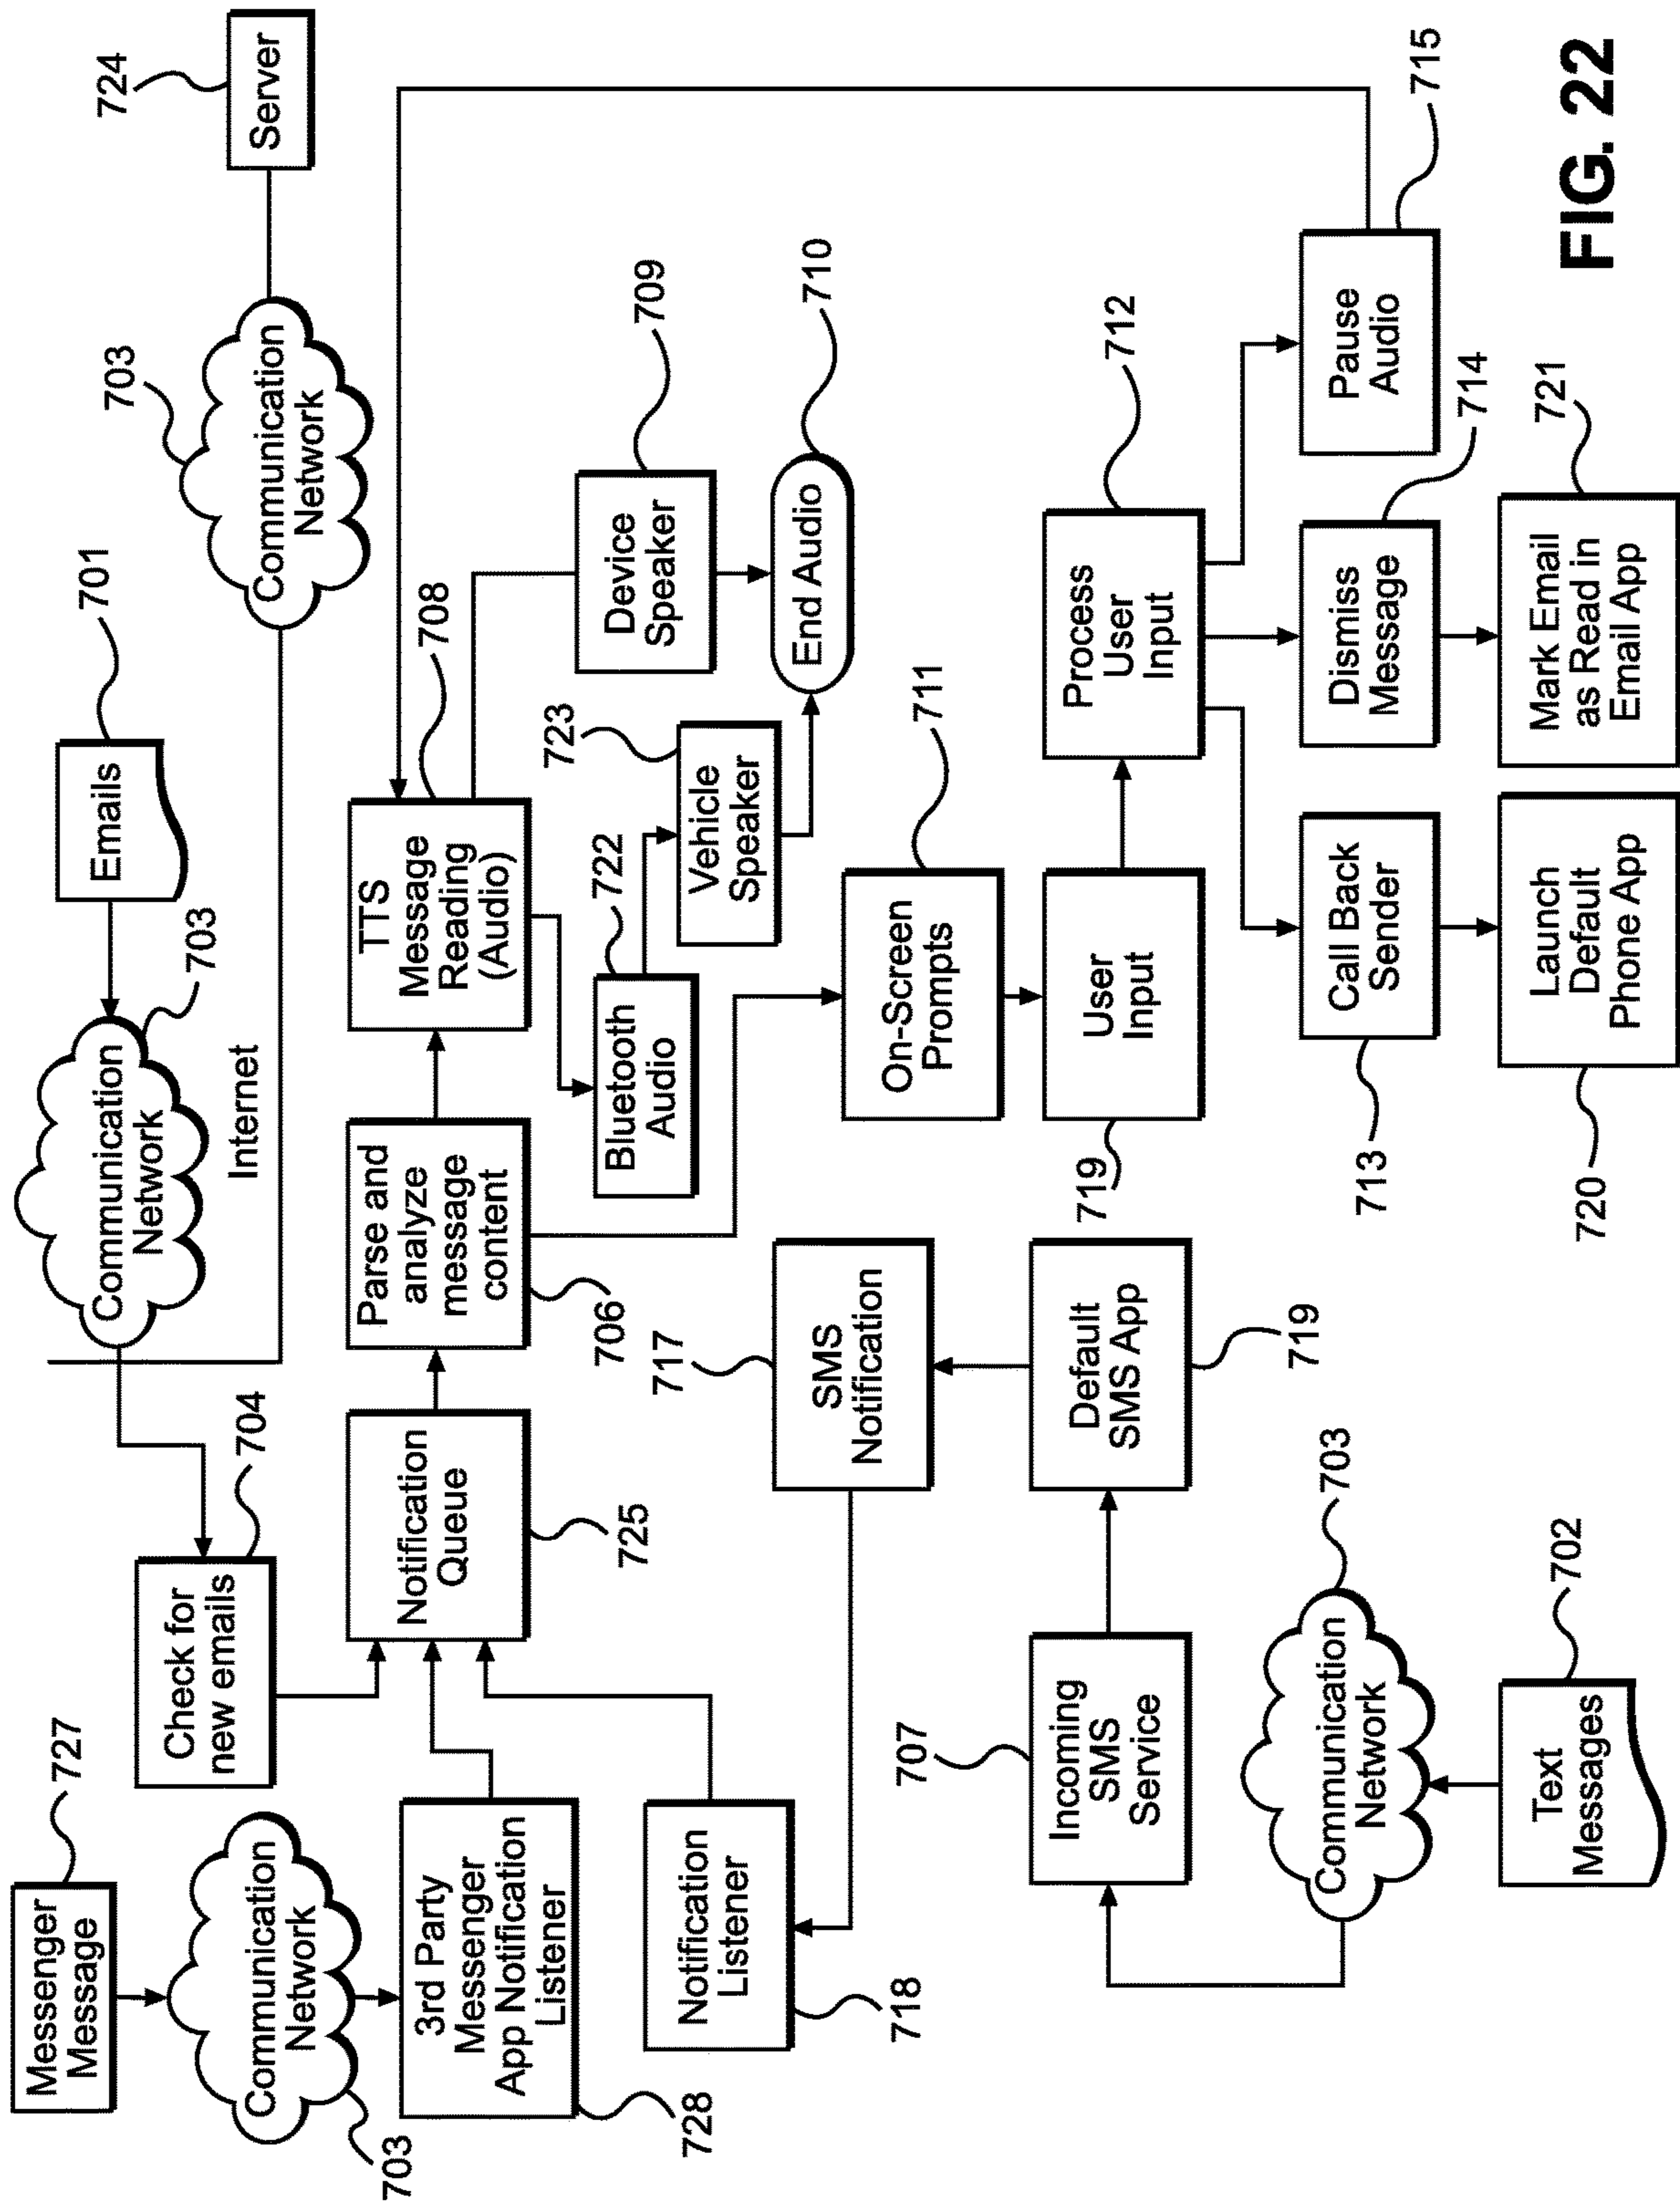 Messenger
Message
727
Communication
Network
703
3rd Party
Messenger
App Notification
Listener
728
Notification
Listener
718
Check for
new emails
704
Notification
Queue
725
Communication
Network
703
Internet
Emails
701
Communication
Network
703
Server
724
Parse and
analyze
message
content
706
TTS
Message
Reading
(Audio)
708
Bluetooth
Audio
722
Vehicle
Speaker
723
Device
Speaker
709
End Audio
710
SMS
Notification
717
On-Screen
Prompts
711
Incoming
SMS
Service
707
Default
SMS App
719
User
Input
719
Process
User
Input
712
Communication
Network
703
Text
Messages
702
Call Back
Sender
713
Dismiss
Message
714
Pause
Audio
715
Launch
Default
Phone App
720
Mark Email
as Read in
Email App
721
FIG. 22